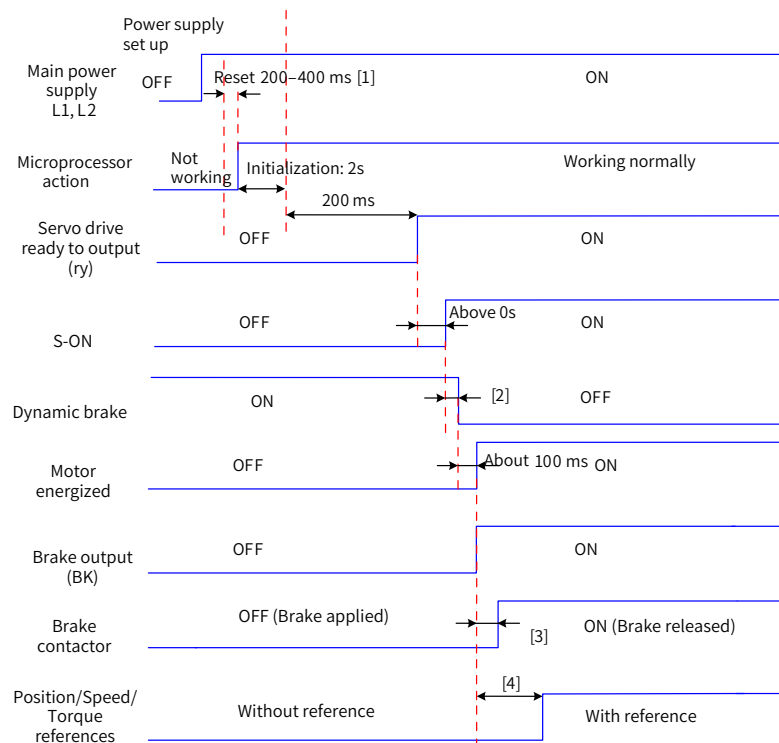 Power supply
set up
Main power
supply
L1, L2
OFF
Reset 200–400 ms [1]
ON
Microprocessor
action
Not
working
Initialization: 2s
Working normally
200 ms
Servo drive
ready to output
(ry)
OFF
ON
S-ON
OFF
Above 0s
ON
Dynamic brake
ON
[2]
OFF
Motor
energized
OFF
About 100 ms
ON
Brake output
(BK)
OFF
ON
Brake
contactor
OFF (Brake applied)
[3]
ON (Brake released)
Position/Speed/
Torque
references
Without reference
[4]
With reference